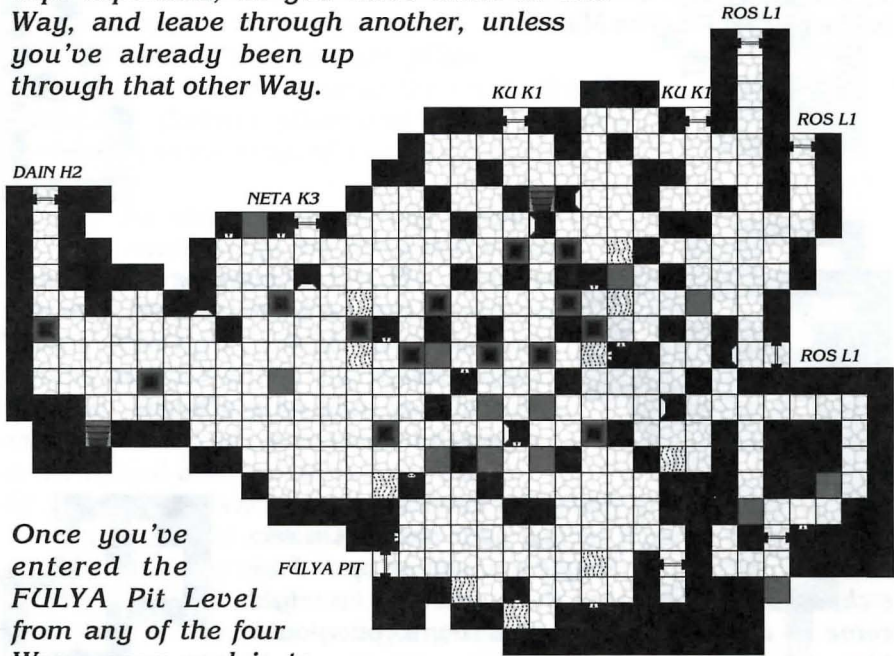 Way, and leave through another, unless
you've already been up
through that other Way.
ROS L1
KU K1
KU K1
ROS L1
DAIN H2
NETA K3
ROS L1
Once you've
entered the
FULYA Pit Level
from any of the four
FULYA PIT